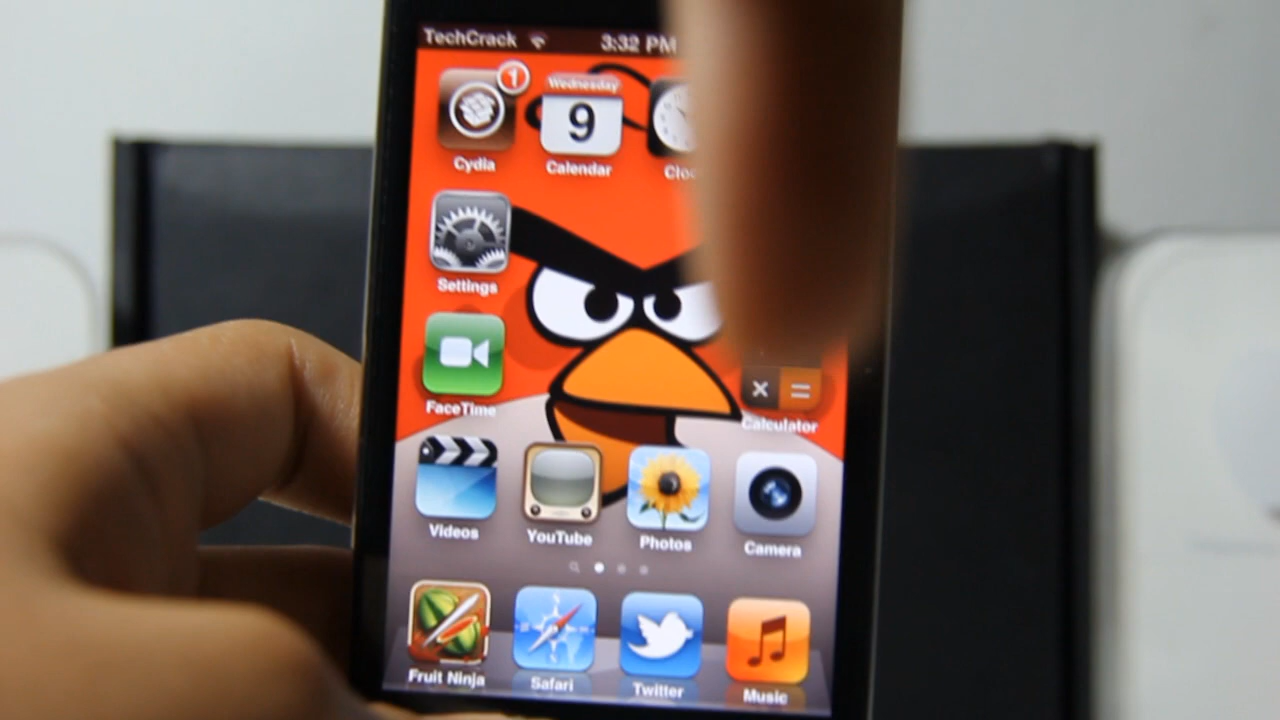 TechCrack 3:32 PM
1
Wednesday
9
Cydia Calendar
Settings
FaceTime
× =
Calculator
Videos YouTube Photos Camera
Fruit Ninja Safari Twitter Music